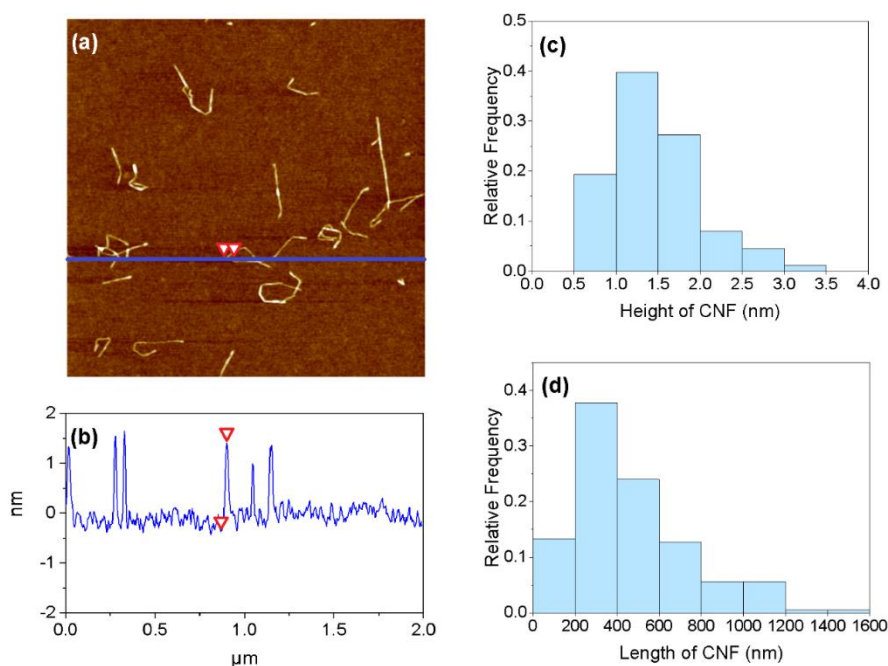 (a)
(b)
2
1
0
-1
-2
nm
0.0 0.5 1.0 1.5 2.0
µm
(c)
0.5
0.4
0.3
0.2
0.1
0.0
Relative Frequency
0.0 0.5 1.0 1.5 2.0 2.5 3.0 3.5 4.0
Height of CNF (nm)
(d)
0.4
0.3
0.2
0.1
0.0
Relative Frequency
0 200 400 600 800 1000 1200 1400 1600
Length of CNF (nm)